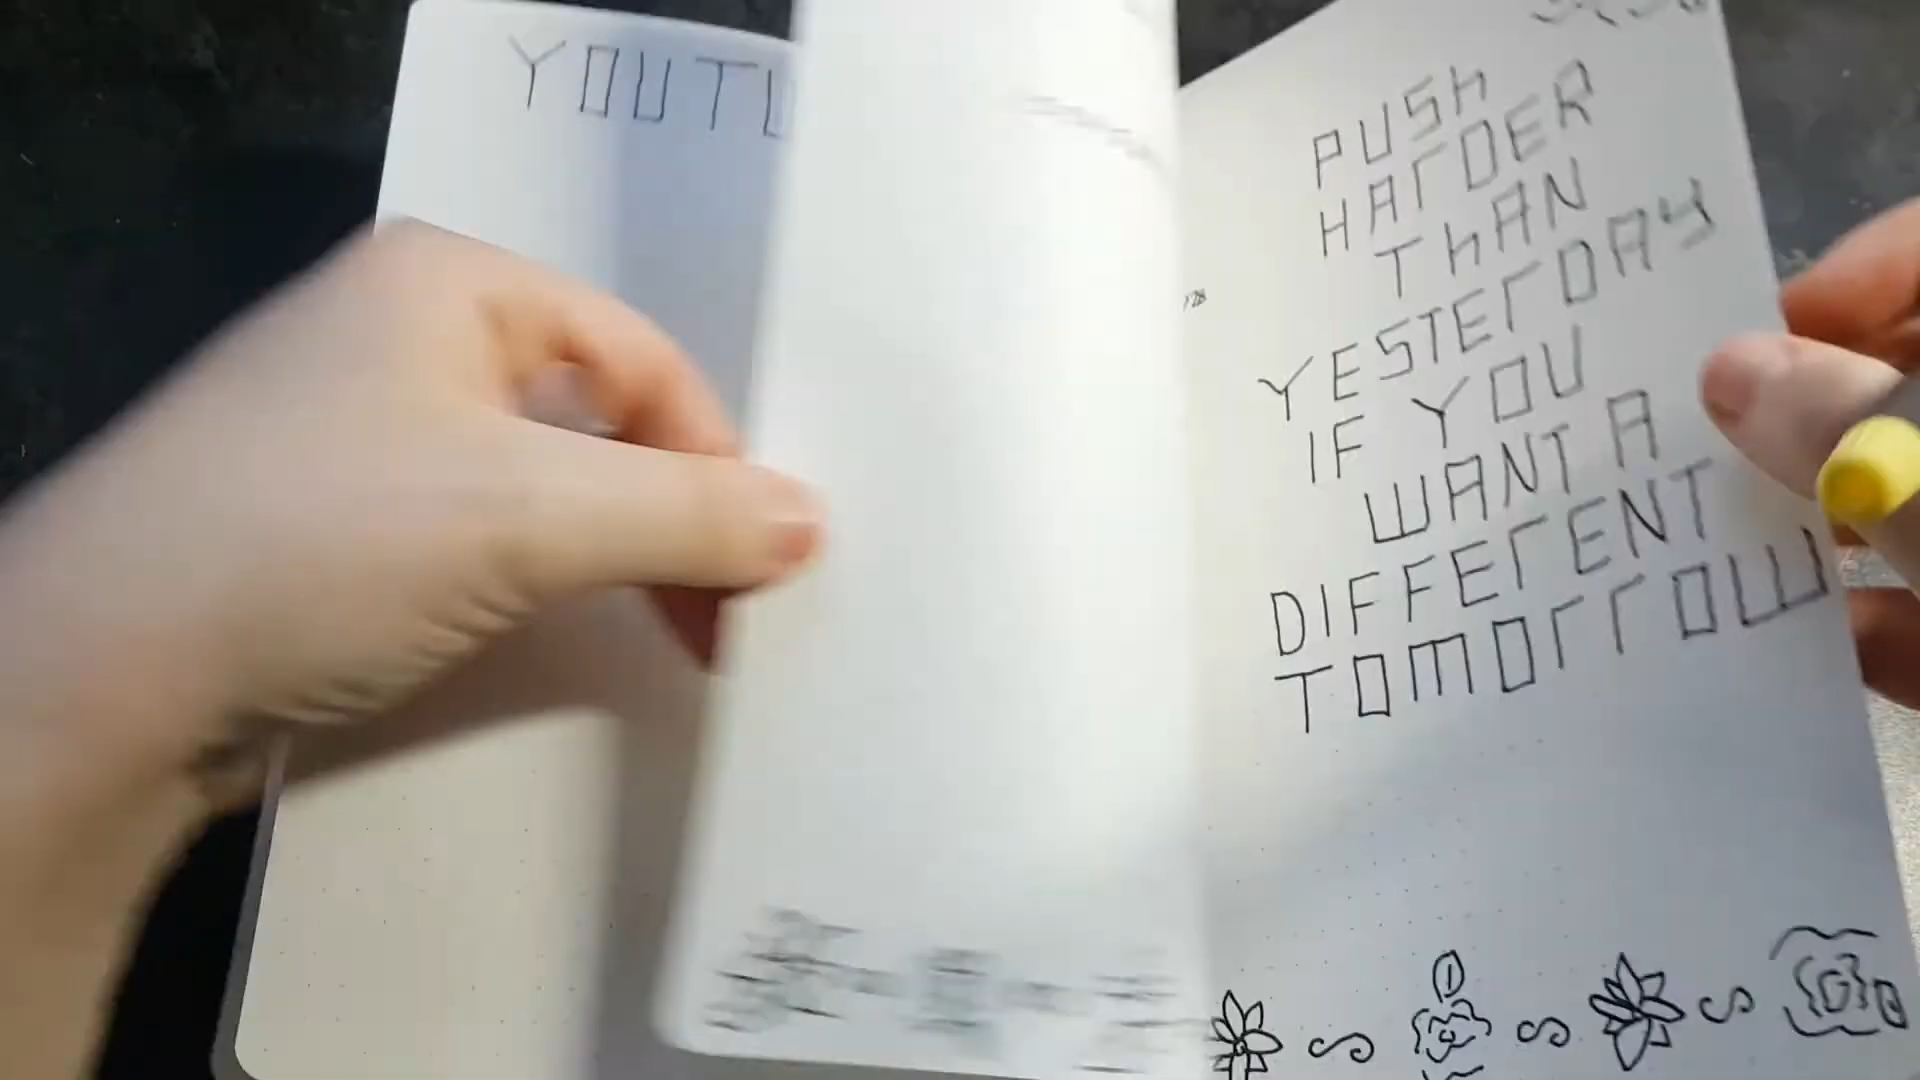 YOUTU
PUSh
HArDER
ThAN
YESTErDAY
IF YOU
WANT A
DIFFErENT
TOMOrrOW